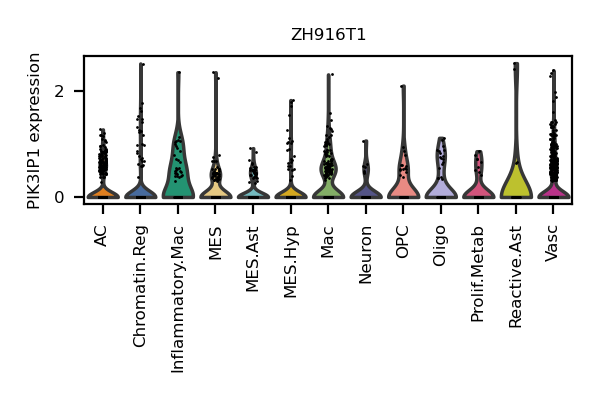 ZH916T1
PIK3IP1 expression
2
0
AC
Chromatin.Reg
Inflammatory.Mac
MES
MES.Ast
MES.Hyp
Mac
Neuron
OPC
Oligo
Prolif.Metab
Reactive.Ast
Vasc